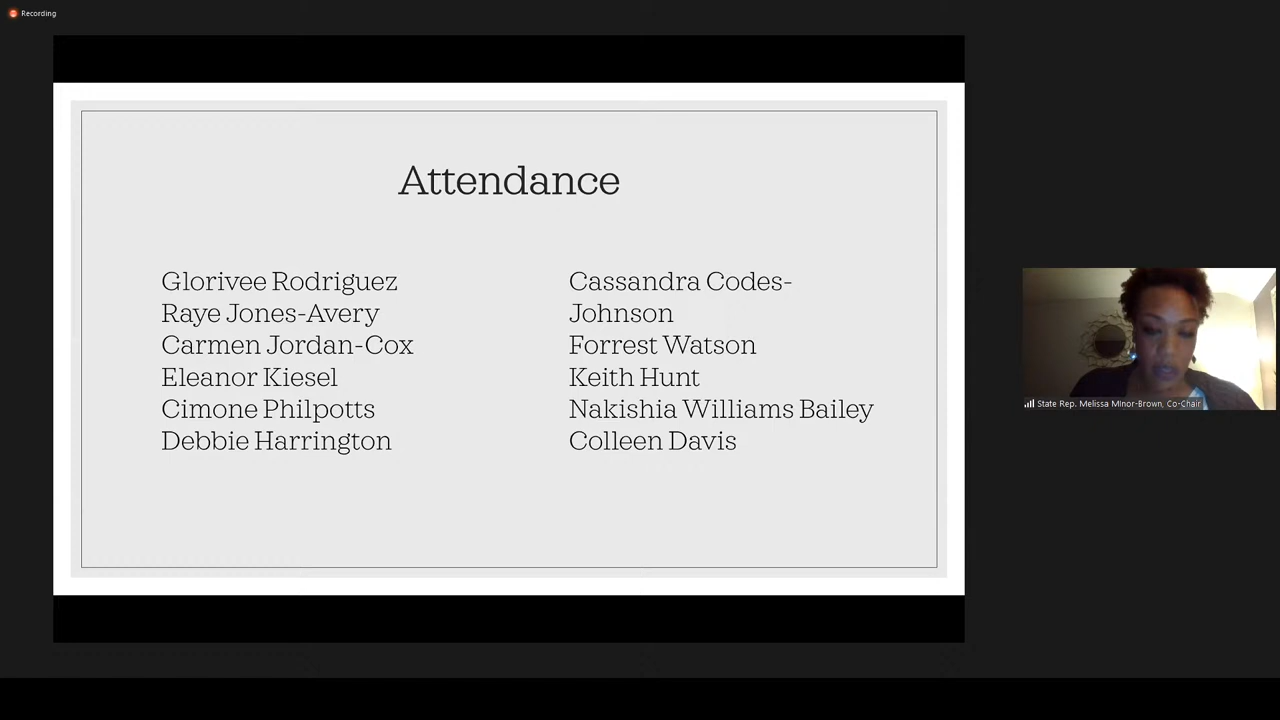 Recording
Attendance
Glorivee Rodriguez
Raye Jones-Avery
Carmen Jordan-Cox
Eleanor Kiesel
Cimone Philpotts
Debbie Harrington
Cassandra Codes-
Johnson
Forrest Watson
Keith Hunt
Nakishia Williams Bailey
Colleen Davis
State Rep. Melissa Minor-Brown, Co-Chair